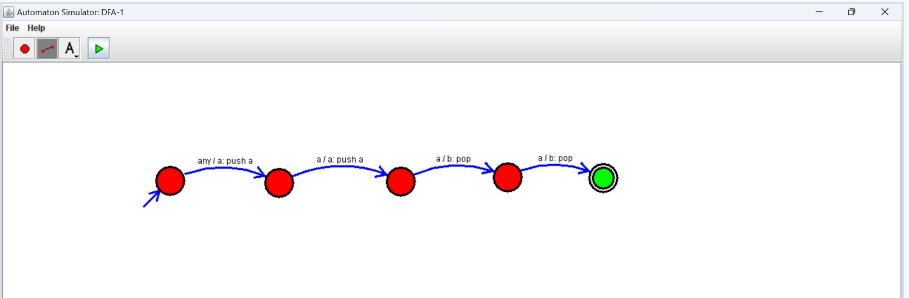 Automaton Simulator: DFA-1
File Help
A
any / a: push a
a / a: push a
a / b: pop
a / b: pop